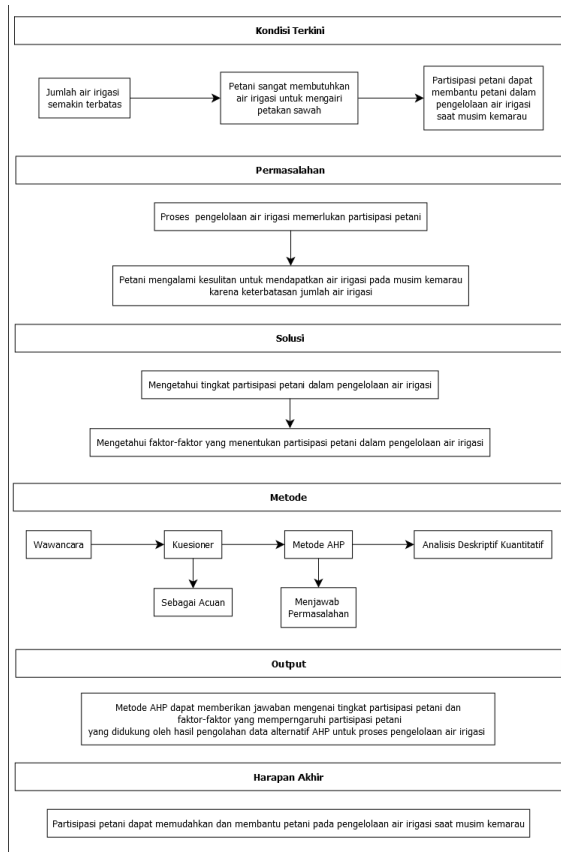 Kondisi Terkini
Jumlah air irigasi
semakin terbatas
Petani sangat membutuhkan
air irigasi untuk mengairi
petakan sawah
Partisipasi petani dapat
membantu petani dalam
pengelolaan air irigasi
saat musim kemarau
Permasalahan
Proses pengelolaan air irigasi memerlukan partisipasi petani
Petani mengalami kesulitan untuk mendapatkan air irigasi pada musim kemarau
karena keterbatasan jumlah air irigasi
Solusi
Mengetahui tingkat partisipasi petani dalam pengelolaan air irigasi
Mengetahui faktor-faktor yang menentukan partisipasi petani dalam pengelolaan air irigasi
Metode
Wawancara
Kuesioner
Metode AHP
Analisis Deskriptif Kuantitatif
Sebagai Acuan
Menjawab
Permasalahan
Output
Metode AHP dapat memberikan jawaban mengenai tingkat partisipasi petani dan
faktor-faktor yang memperngaruhi partisipasi petani
yang didukung oleh hasil pengolahan data alternatif AHP untuk proses pengelolaan air irigasi
Harapan Akhir
Partisipasi petani dapat memudahkan dan membantu petani pada pengelolaan air irigasi saat musim kemarau